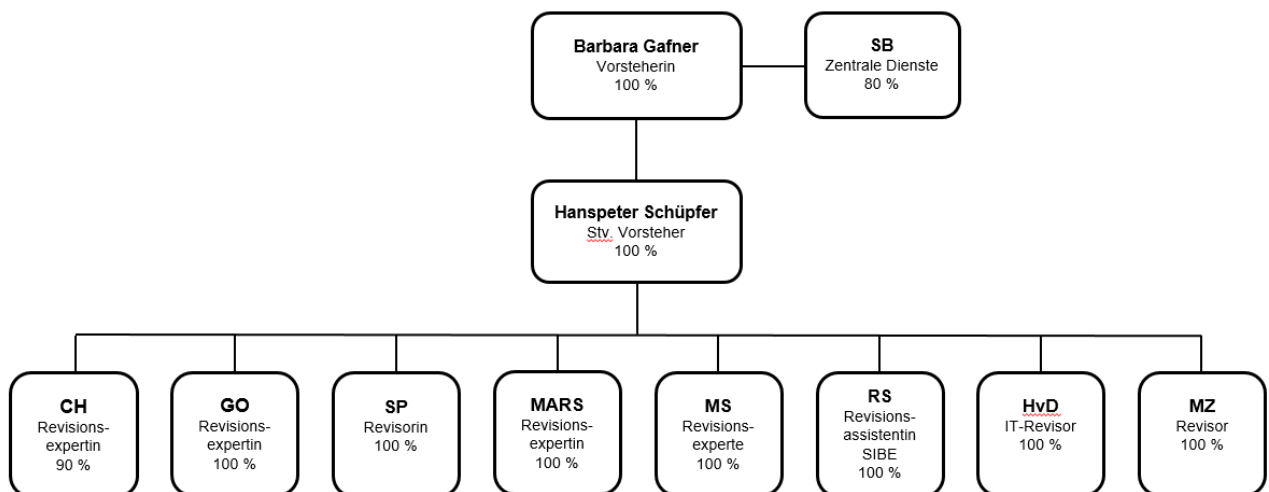 Barbara Gafner
Vorsteherin
100 %
SB
Zentrale Dienste
80 %
Hanspeter Schüpfer
Stv. Vorsteher
100 %
CH
Revisions-
expertin
90 %
GO
Revisions-
expertin
100 %
SP
Revisorin
100 %
MARS
Revisions-
expertin
100 %
MS
Revisions-
experte
100 %
RS
Revisions-
assistentin
SIBE
100 %
HvD
IT-Revisor
100 %
MZ
Revisor
100 %